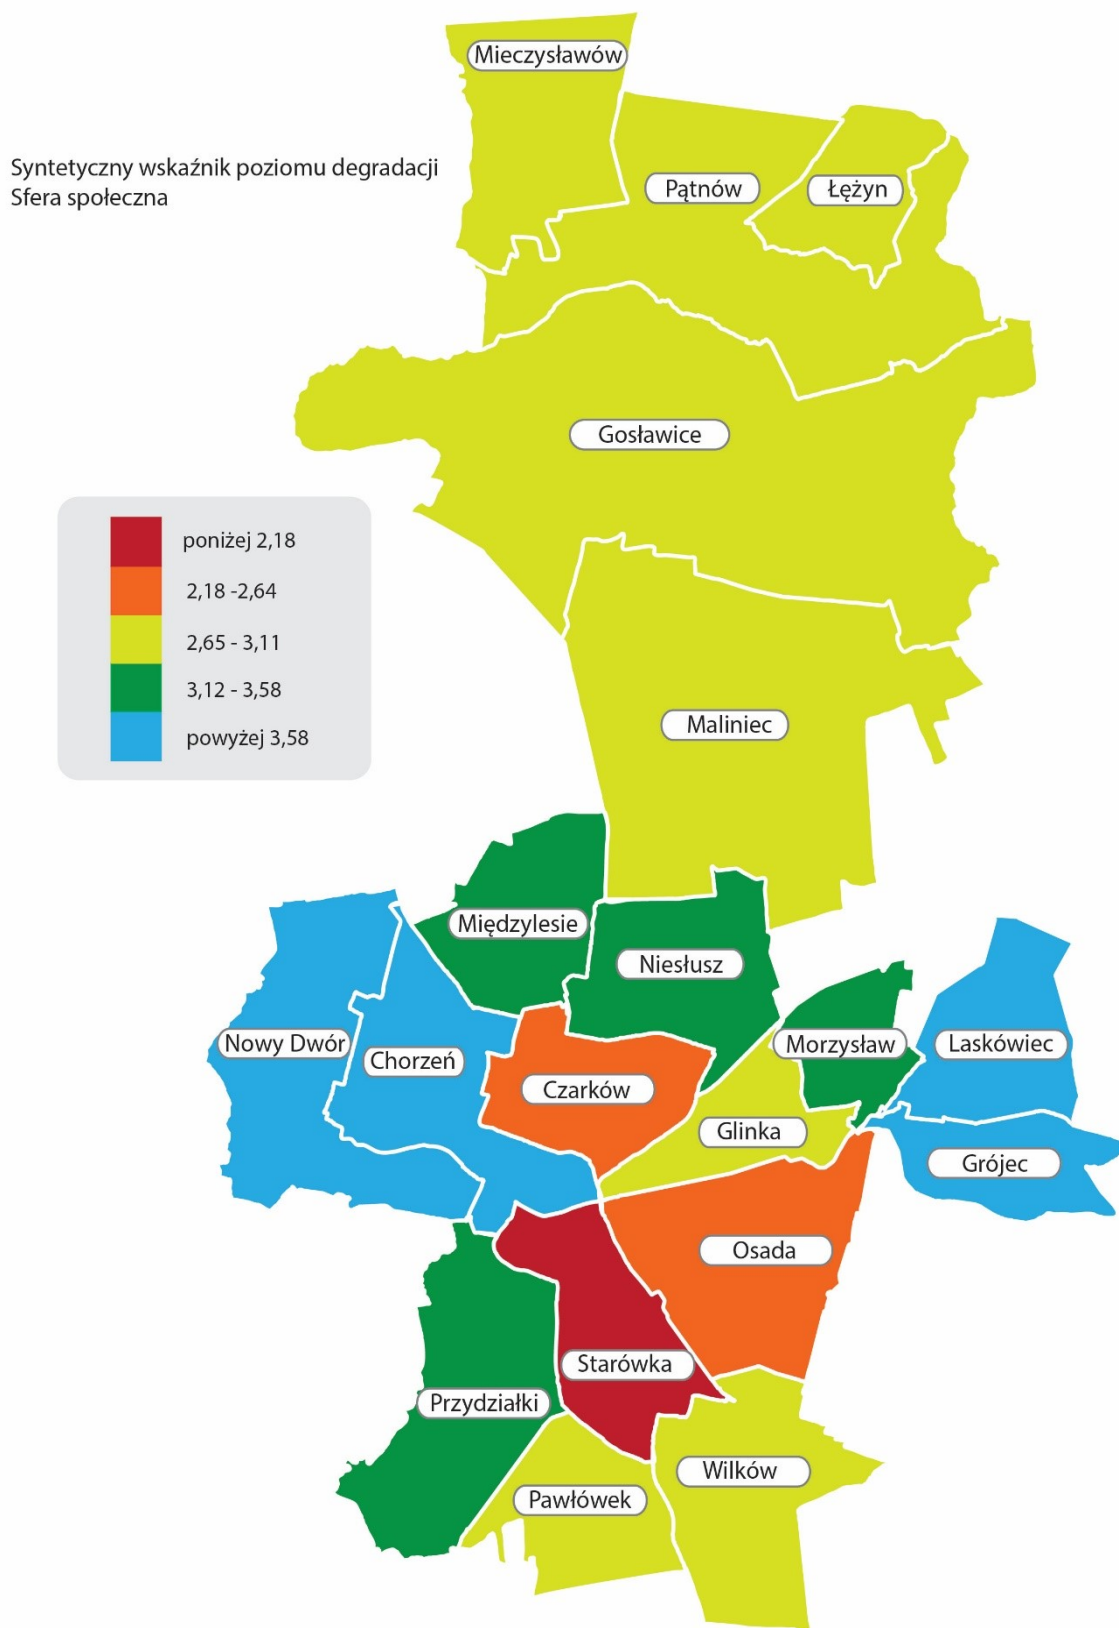 Mieczysławów
Syntetyczny wskaźnik poziomu degradacji
Sfera społeczna
Pątnów
Łężyn
Gosławice
poniżej 2,18
2,18 -2,64
2,65 - 3,11
3,12 - 3,58
powyżej 3,58
Maliniec
Międzylesie
Niesłusz
Nowy Dwór
Chorzeń
Morzysław
Laskówiec
Czarków
Glinka
Grójec
Osada
Starówka
Przydziałki
Wilków
Pawłówek